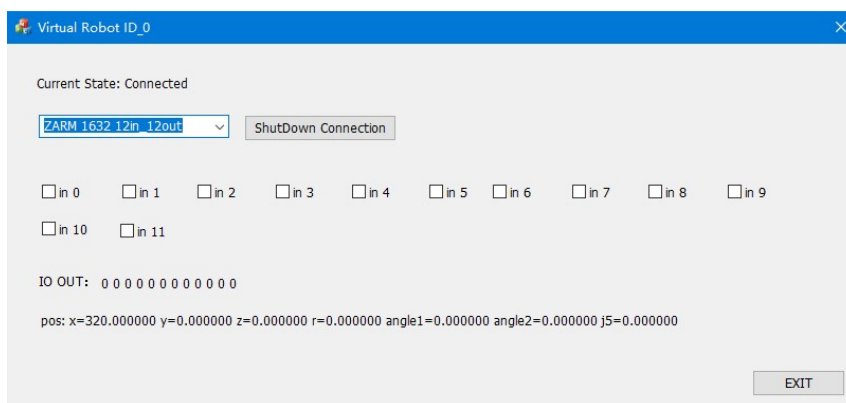 Virtual Robot ID_0
Current State: Connected
ZARM 1632 12in_12out ShutDown Connection
in 0 in 1 in 2 in 3 in 4 in 5 in 6 in 7 in 8 in 9
in 10 in 11
IO OUT: 0 0 0 0 0 0 0 0 0 0 0 0
pos: x=320.000000 y=0.000000 z=0.000000 r=0.000000 angle1=0.000000 angle2=0.000000 j5=0.000000
EXIT